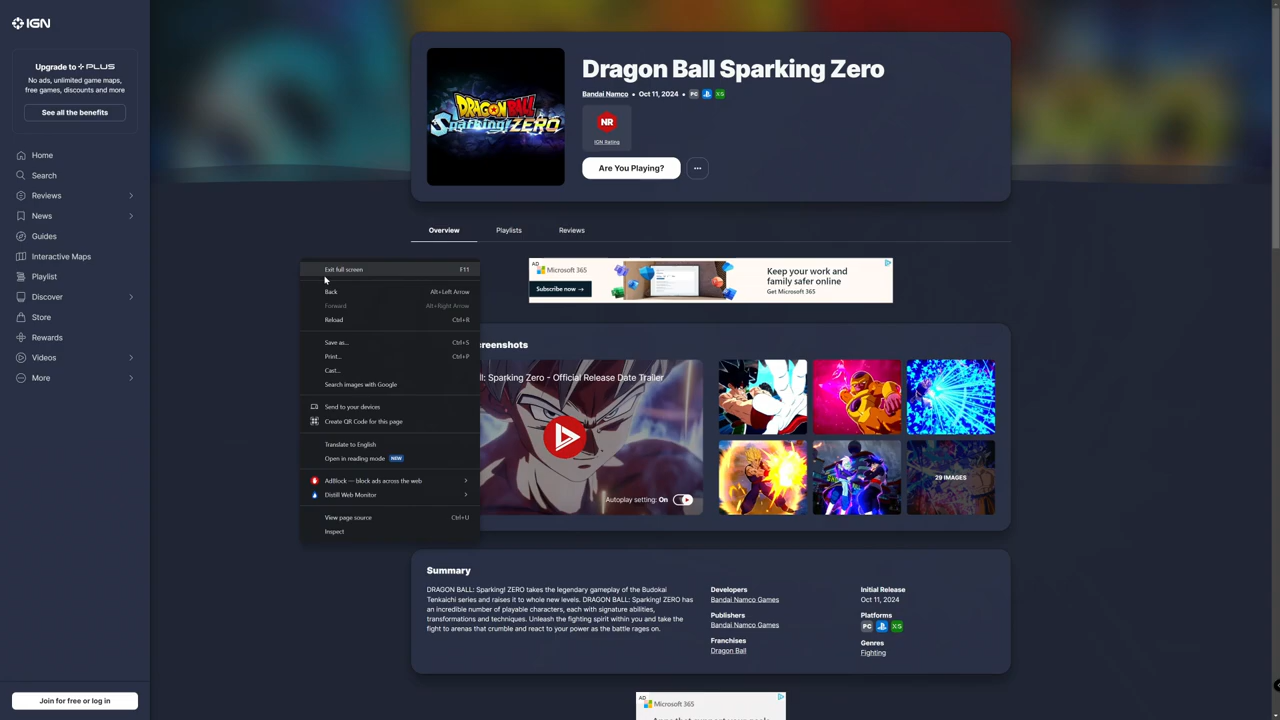 IGN
Upgrade to PLUS
No ads, unlimited game maps,
free games, discounts and more
See all the benefits
Home
Search
Reviews
News
Guides
Interactive Maps
Playlist
Discover
Store
Rewards
Videos
More
Join for free or log in
DRAGON BALL
Sparking! ZERO
Dragon Ball Sparking Zero
Bandai Namco • Oct 11, 2024 • PC XS
NR
IGN Rating
Are You Playing?
Overview Playlists Reviews
Exit full screen F11
Back Alt+Left Arrow
Forward Alt+Right Arrow
Reload Ctrl+R
Save as... Ctrl+S
Print... Ctrl+P
Cast...
Search images with Google
Send to your devices
Create QR Code for this page
Translate to English
Open in reading mode NEW
AdBlock — block ads across the web
Distill Web Monitor
View page source Ctrl+U
Inspect
AD
Microsoft 365
Subscribe now →
Keep your work and
family safer online
Get Microsoft 365
creenshots
ll: Sparking Zero - Official Release Date Trailer
Autoplay setting: On
29 IMAGES
Summary
DRAGON BALL: Sparking! ZERO takes the legendary gameplay of the Budokai
Tenkaichi series and raises it to whole new levels. DRAGON BALL: Sparking! ZERO has
an incredible number of playable characters, each with signature abilities,
transformations and techniques. Unleash the fighting spirit within you and take the
fight to arenas that crumble and react to your power as the battle rages on.
Developers
Bandai Namco Games
Publishers
Bandai Namco Games
Franchises
Dragon Ball
Initial Release
Oct 11, 2024
Platforms
PC XS
Genres
Fighting
AD
Microsoft 365